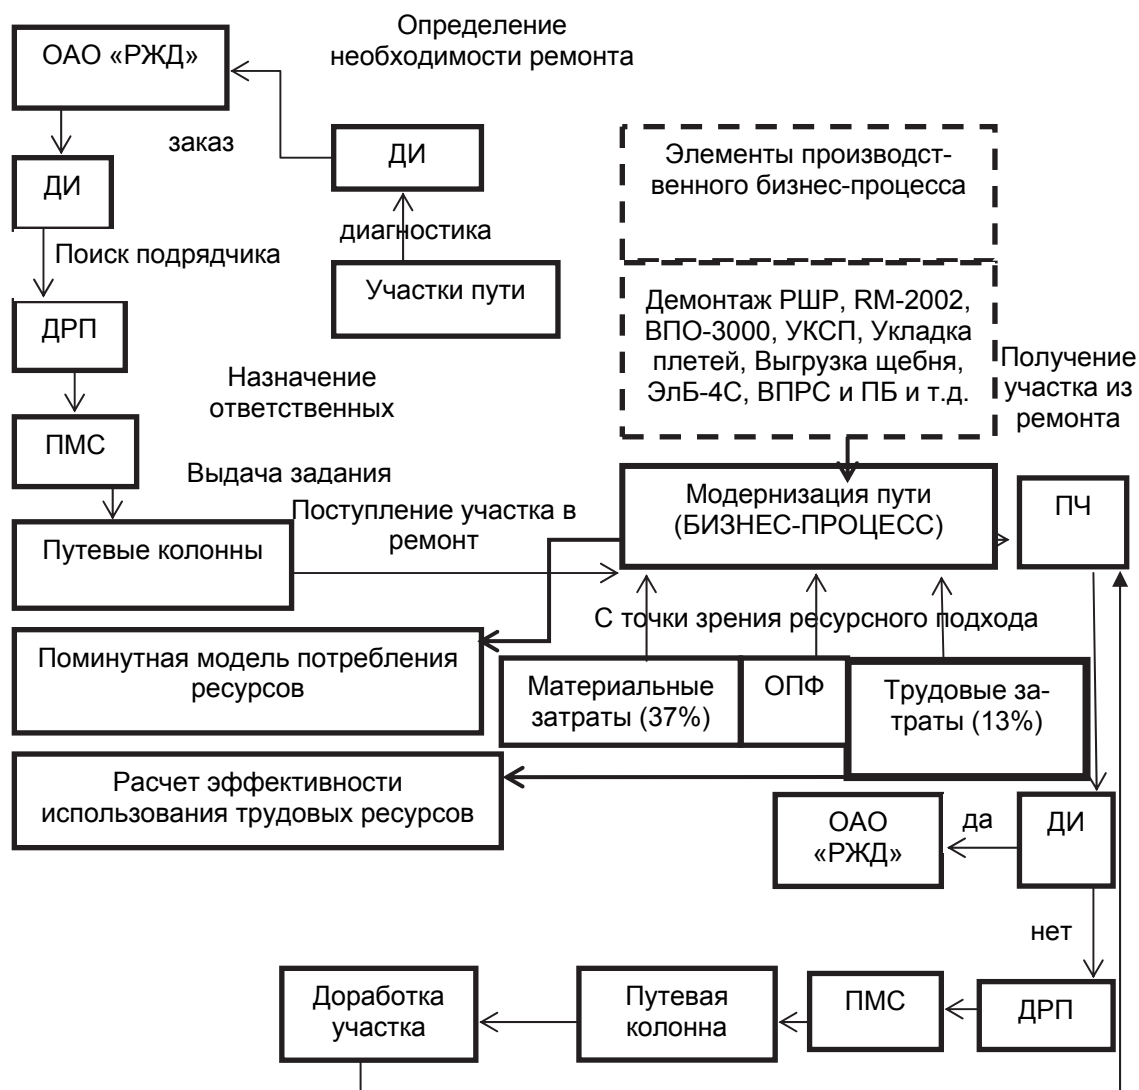 Определение
необходимости ремонта
ОАО «РЖД»
заказ
ДИ
ДИ
диагностика
Поиск подрядчика
Участки пути
Элементы производст-
венного бизнес-процесса
Демонтаж РШР, RM-2002,
ВПО-3000, УКСП, Укладка
плетей, Выгрузка щебня,
ЭлБ-4С, ВПРС и ПБ и т.д.
Получение
участка из
ремонта
ДРП
Назначение
ответственных
ПМС
Выдача задания
Поступление участка в
ремонт
Путевые колонны
Модернизация пути
(БИЗНЕС-ПРОЦЕСС)
ПЧ
С точки зрения ресурсного подхода
Поминутная модель потребления
ресурсов
Материальные
затраты (37%)
ОПФ
Трудовые за-
траты (13%)
Расчет эффективности
использования трудовых ресурсов
ОАО
«РЖД»
да
ДИ
нет
Доработка
участка
Путевая
колонна
ПМС
ДРП